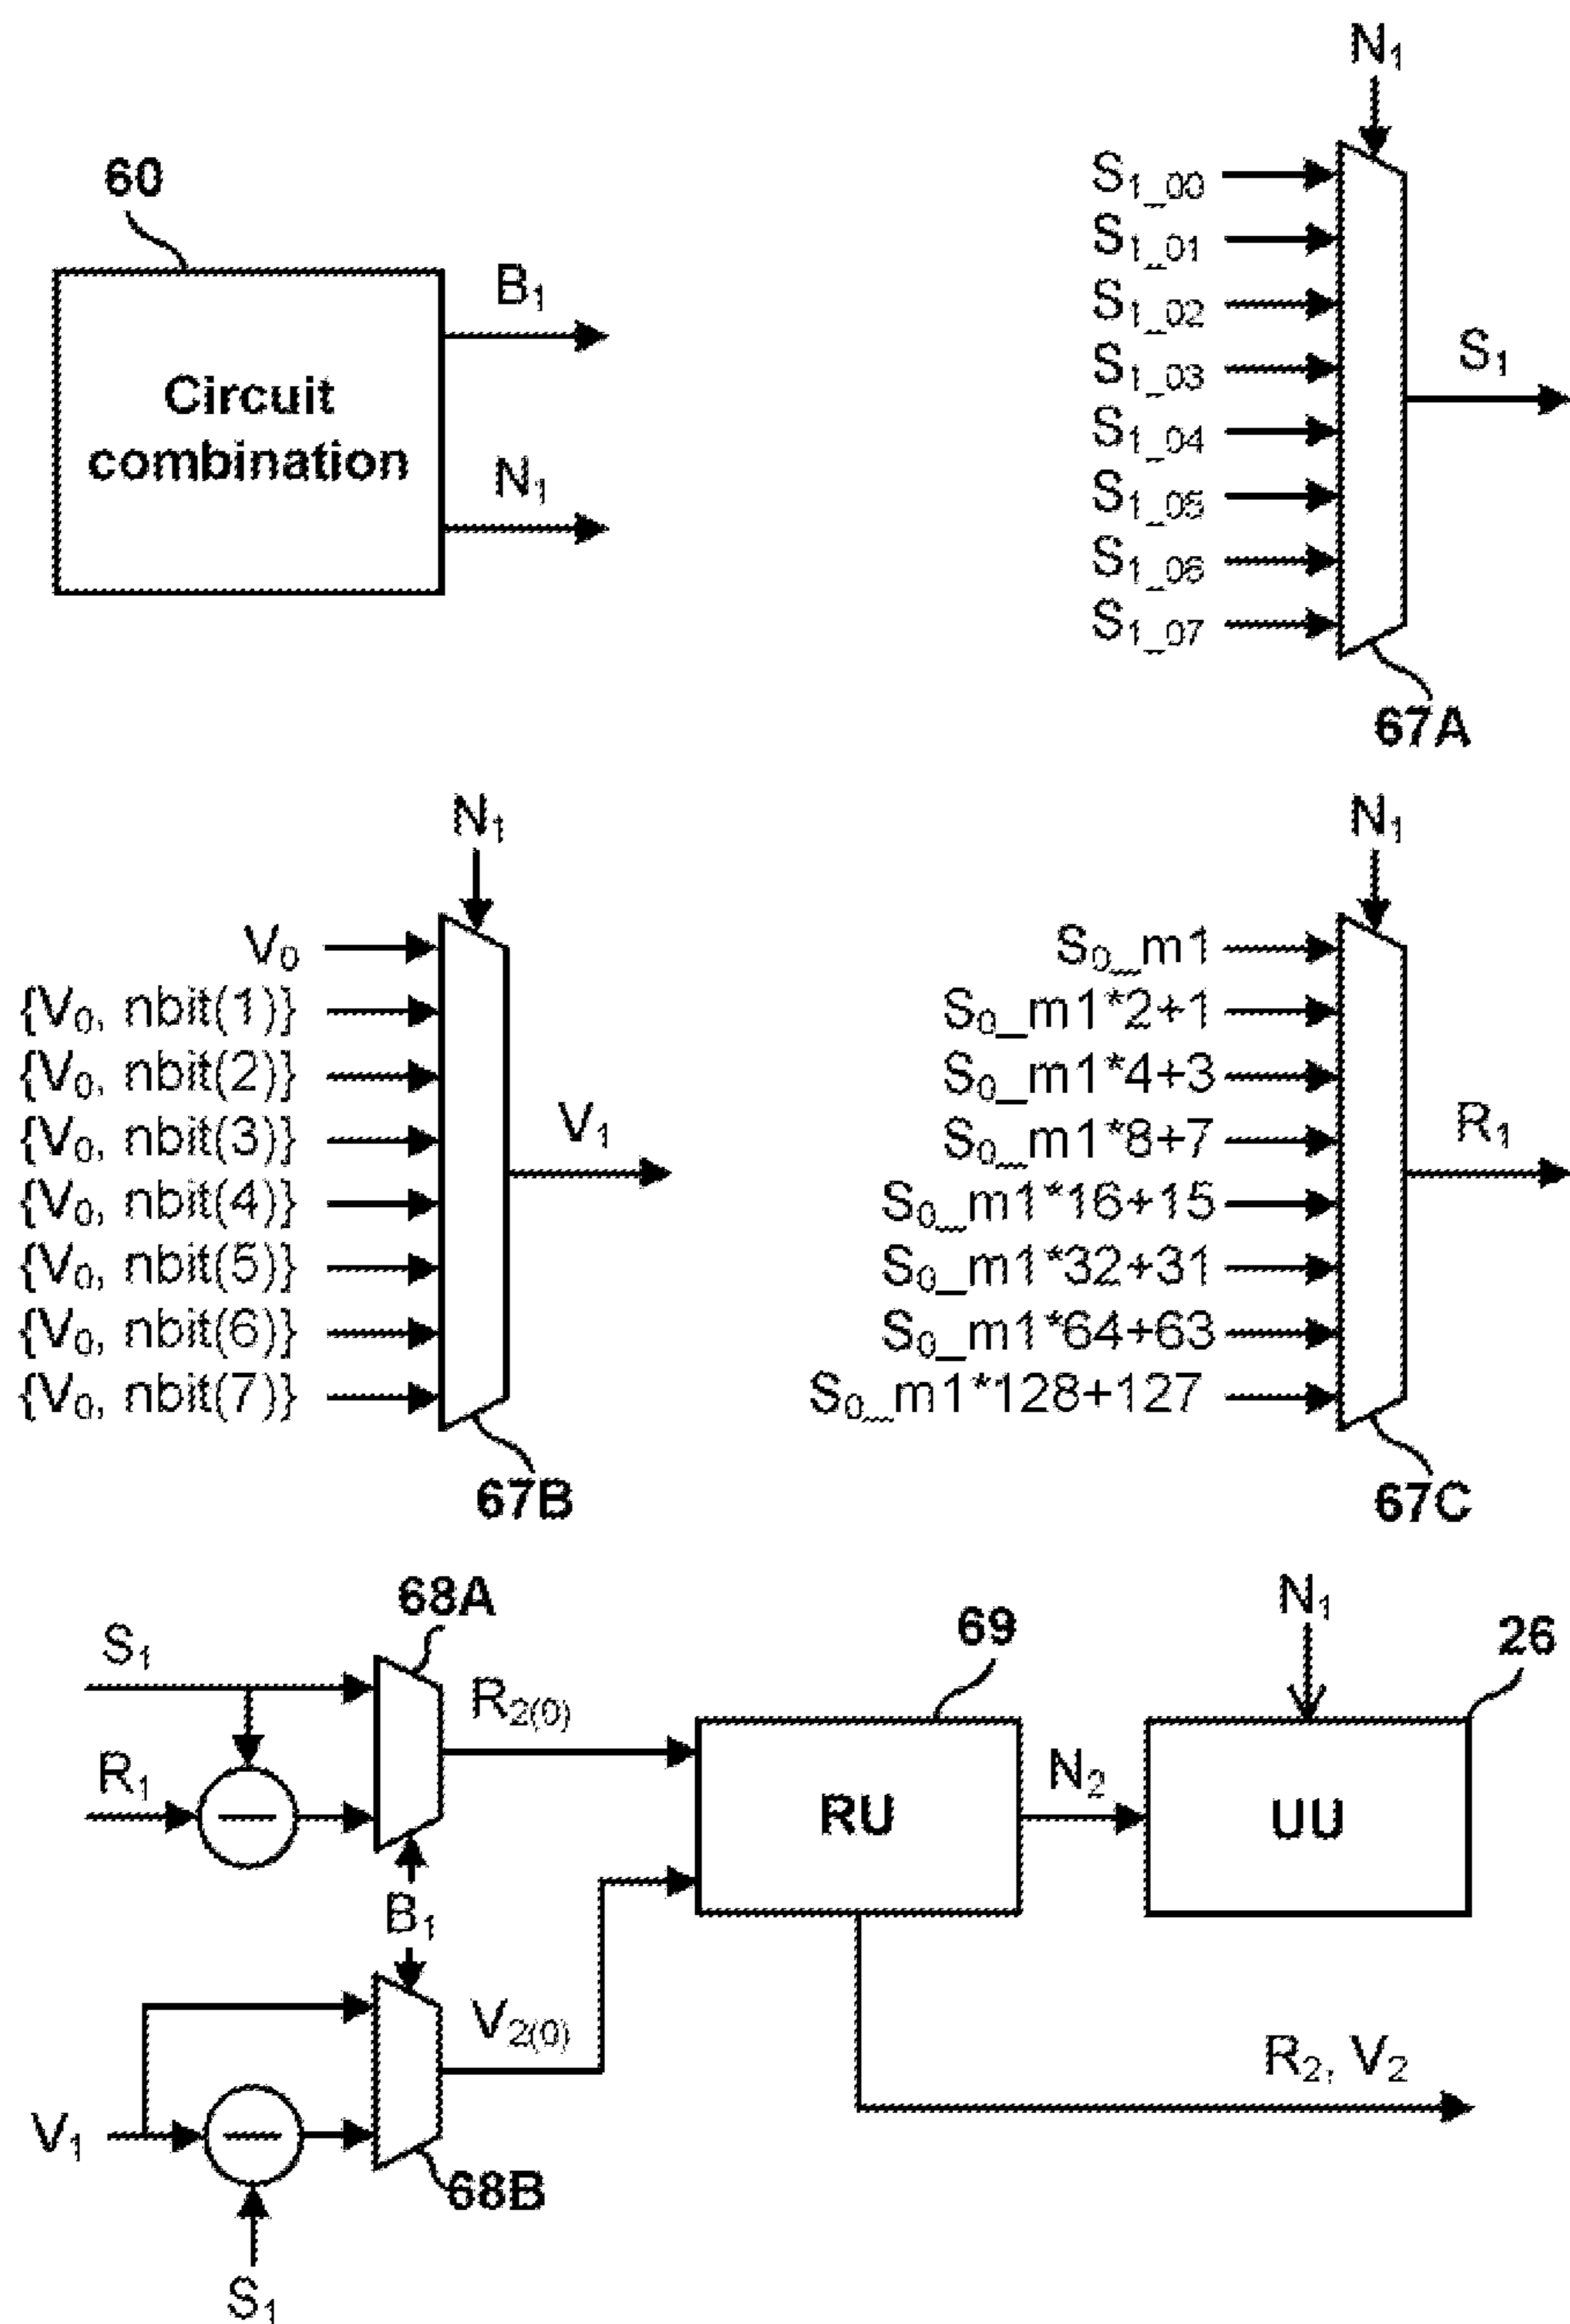 N₁
60
S₁_₀₀
S₁_₀₁
B₁
S₁_₀₂
S₁_₀₃
S₁
Circuit
combination
S₁_₀₄
N₁
S₁_₀₅
S₁_₀₆
S₁_₀₇
67A
N₁
N₁
V₀
{V₀, nbit(1)}
{V₀, nbit(2)}
{V₀, nbit(3)}
{V₀, nbit(4)}
{V₀, nbit(5)}
{V₀, nbit(6)}
{V₀, nbit(7)}
V₁
67B
S₀_m1
S₀_m1*2+1
S₀_m1*4+3
S₀_m1*8+7
S₀_m1*16+15
S₀_m1*32+31
S₀_m1*64+63
S₀_m1*128+127
R₁
67C
68A
S₁
R₂₍₀₎
69
N₁
26
R₁
RU
N₂
UU
B₁
V₂₍₀₎
R₂, V₂
V₁
68B
S₁